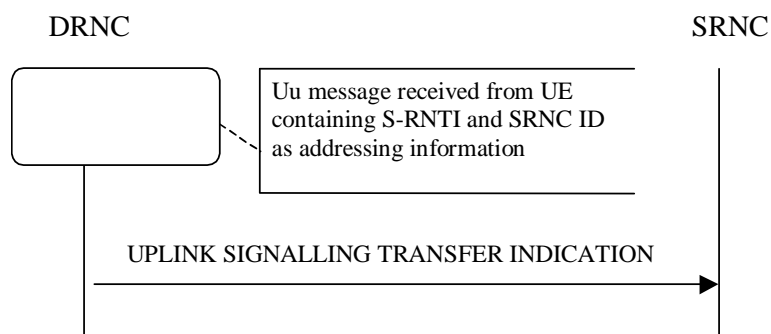 DRNC
SRNC
Uu message received from UE
containing S-RNTI and SRNC ID
as addressing information
UPLINK SIGNALLING TRANSFER INDICATION